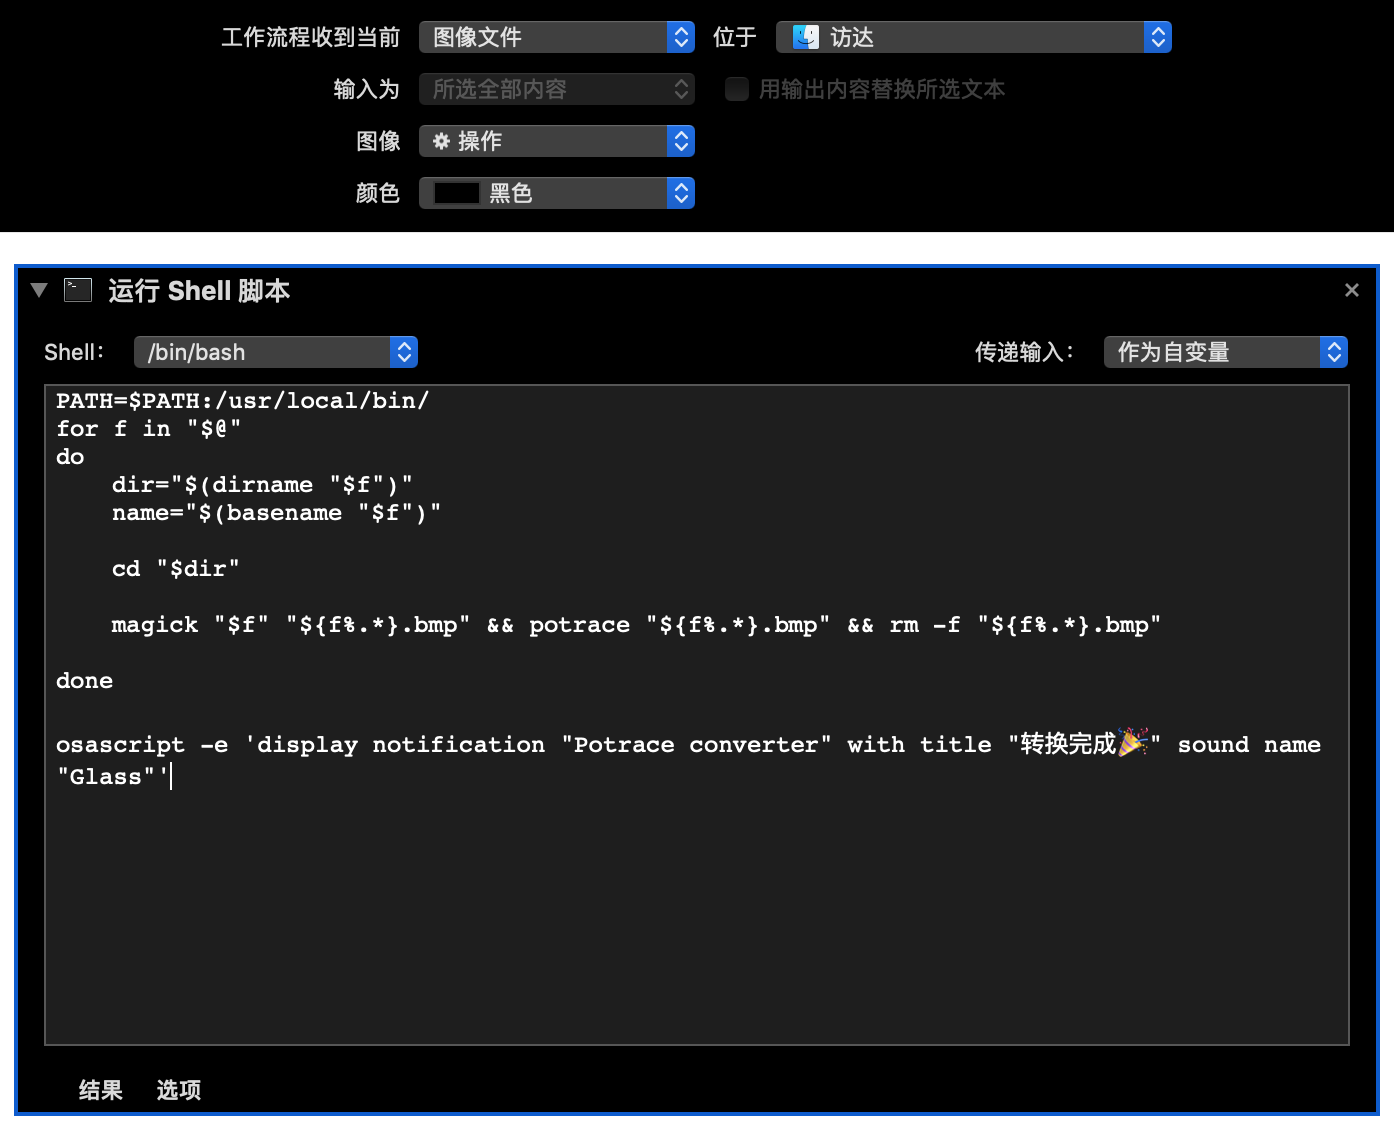 工作流程收到当前 图像文件 位于 访达
输入为 所选全部内容 用输出内容替换所选文本
图像 操作
颜色 黑色
运行 Shell 脚本
Shell: /bin/bash 传递输入: 作为自变量
PATH=$PATH:/usr/local/bin/
for f in "$@"
do
    dir="$(dirname "$f")"
    name="$(basename "$f")"
    cd "$dir"
    magick "$f" "${f%.*}.bmp" && potrace "${f%.*}.bmp" && rm -f "${f%.*}.bmp"
done
osascript -e 'display notification "Potrace converter" with title "转换完成🎉" sound name
"Glass"'
结果 选项